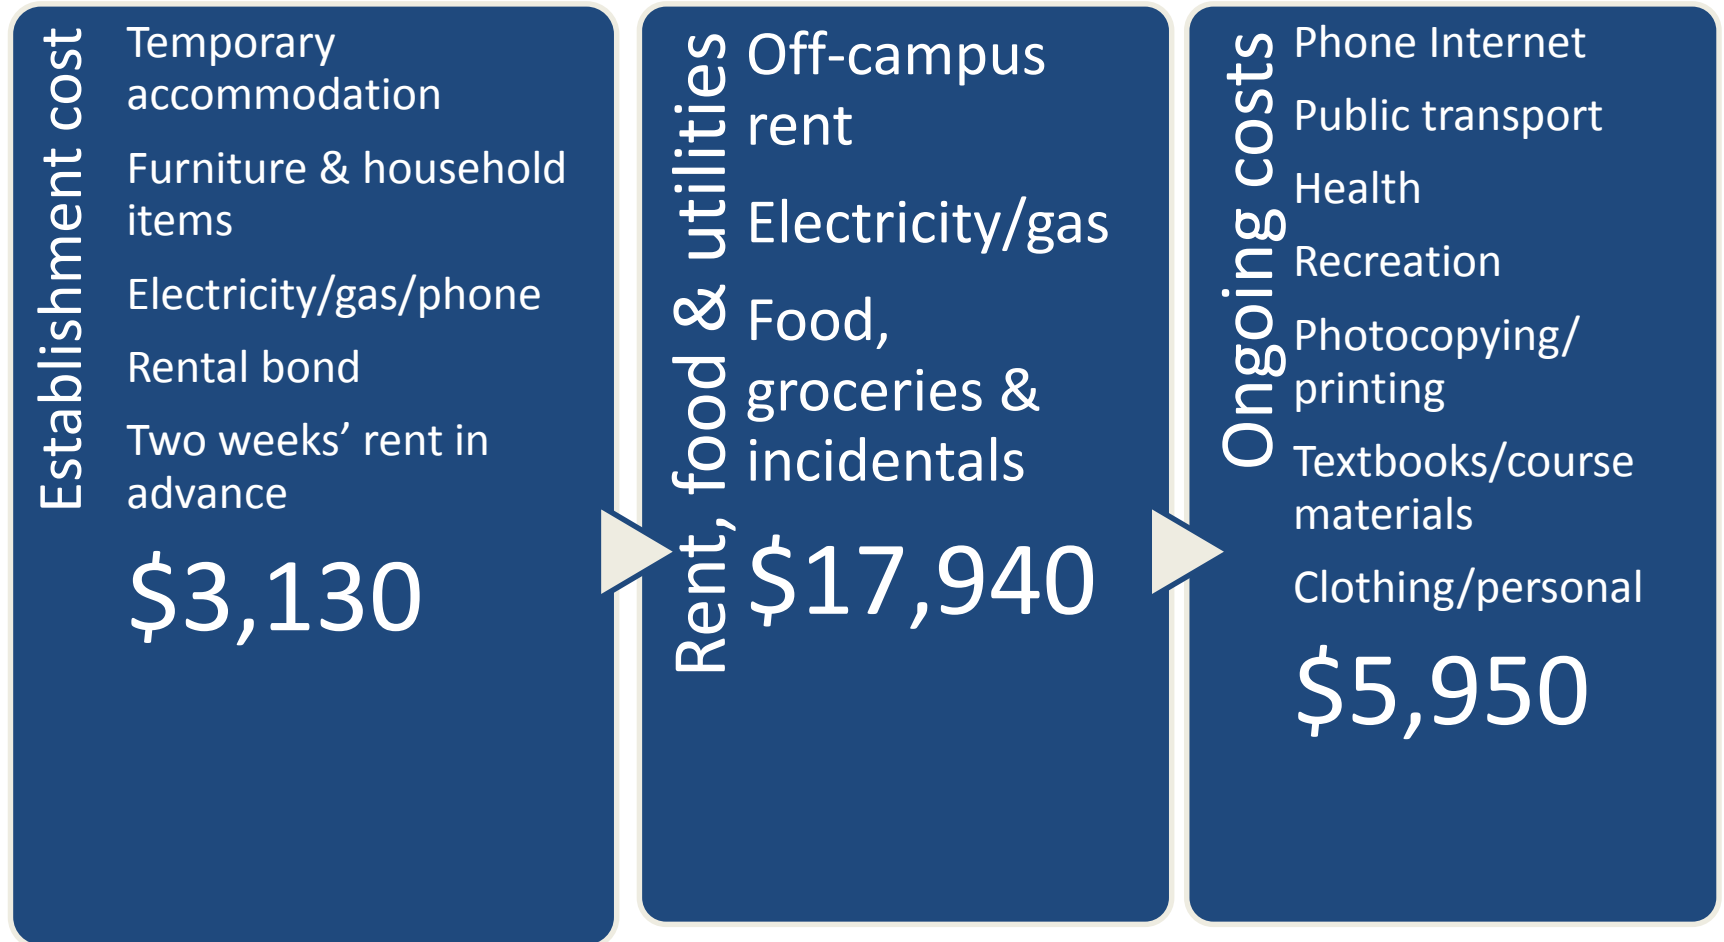 Establishment cost
Temporary
accommodation
Furniture & household
items
Electricity/gas/phone
Rental bond
Two weeks’ rent in
advance
$3,130
Rent, food & utilities
Off-campus
rent
Electricity/gas
Food,
groceries &
incidentals
$17,940
Ongoing costs
Phone Internet
Public transport
Health
Recreation
Photocopying/
printing
Textbooks/course
materials
Clothing/personal
$5,950